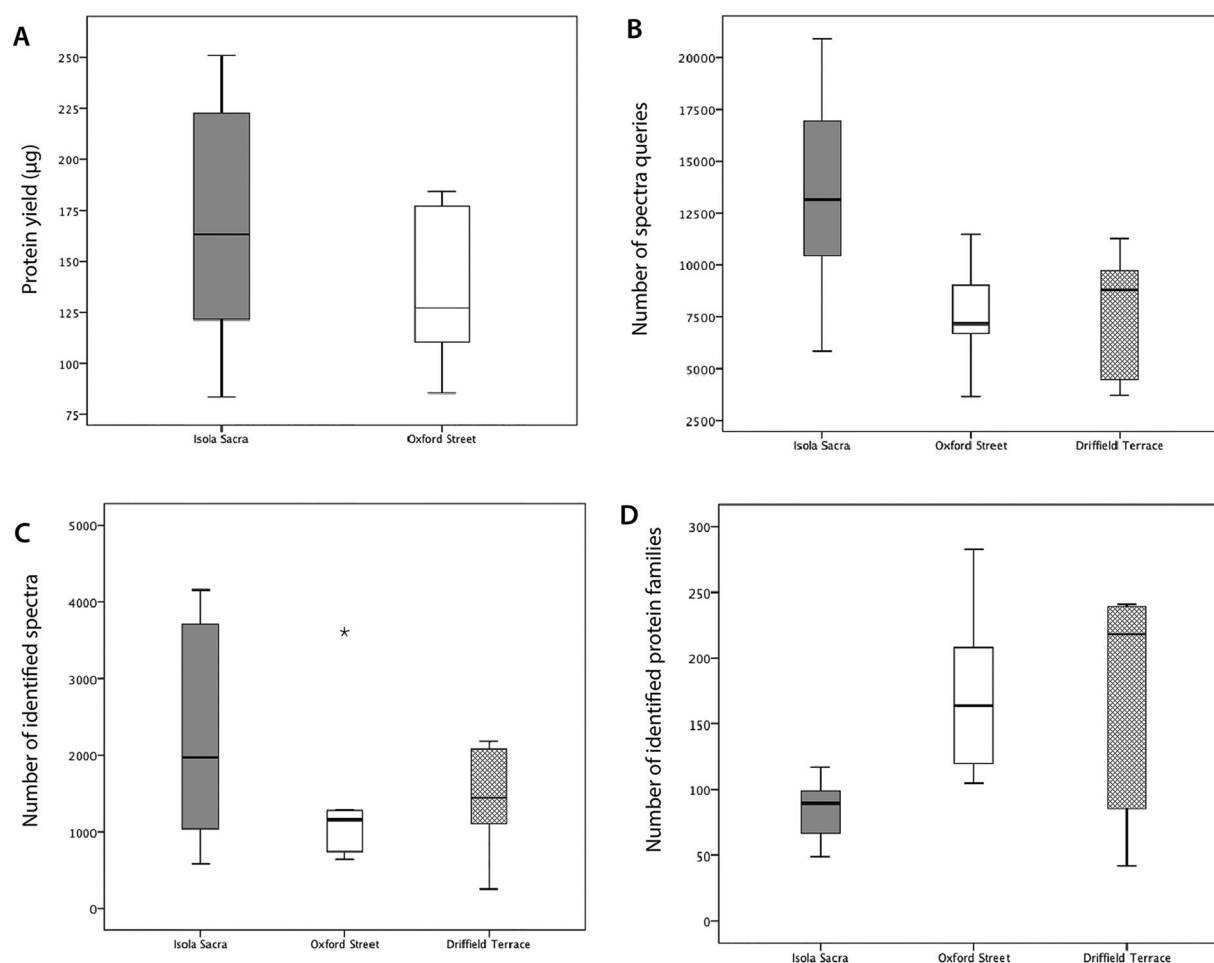 A
Protein yield (µg)
250
225
200
175
150
125
100
75
Isola Sacra
Oxford Street
B
Number of spectra queries
20000
17500
15000
12500
10000
7500
5000
2500
Isola Sacra
Oxford Street
Driffield Terrace
C
Number of identified spectra
5000
4000
3000
2000
1000
0
Isola Sacra
Oxford Street
Driffield Terrace
D
Number of identified protein families
300
250
200
150
100
50
0
Isola Sacra
Oxford Street
Driffield Terrace